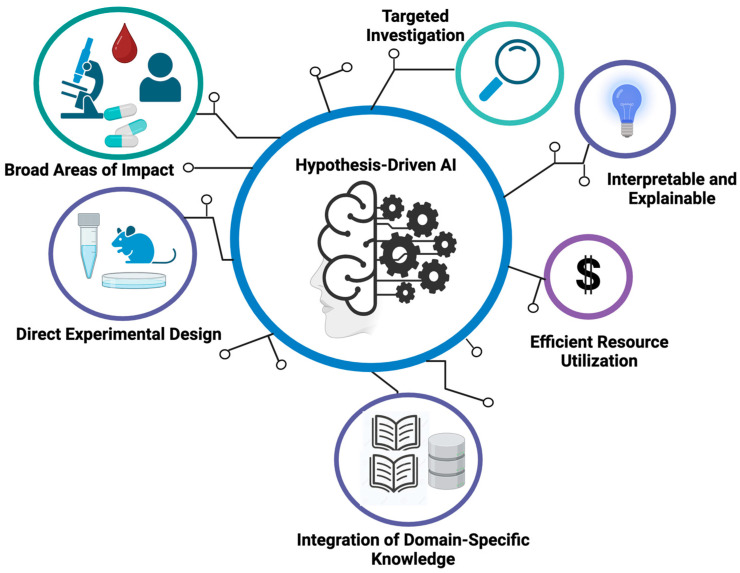 Targeted
Investigation
Hypothesis-Driven AI
Broad Areas of Impact
Interpretable and
Explainable
Direct Experimental Design
$
Efficient Resource
Utilization
Integration of Domain-Specific
Knowledge